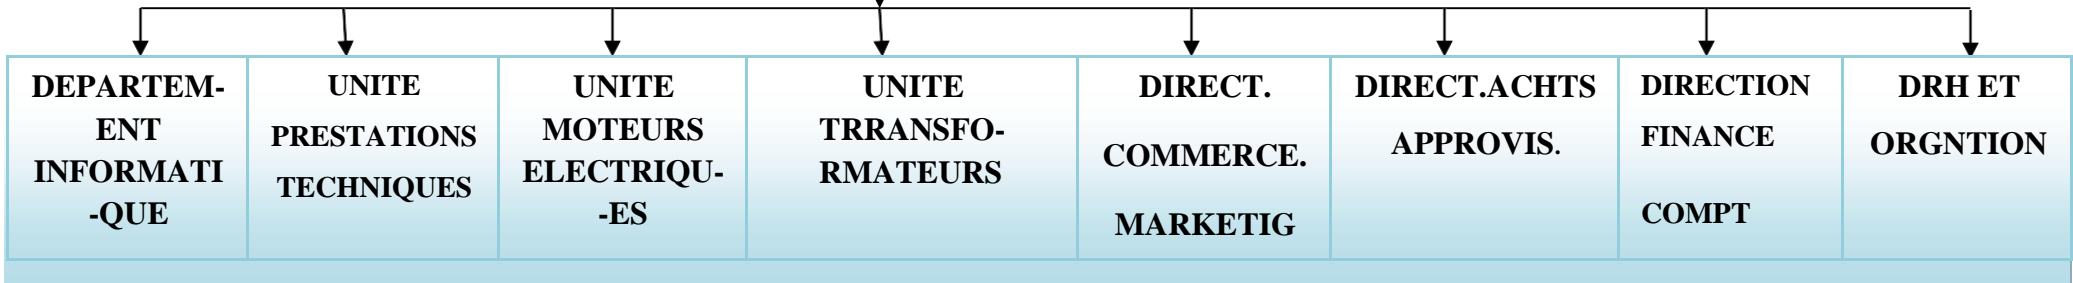 DEPARTEM-
ENT
INFORMATI
-QUE
UNITE
PRESTATIONS
TECHNIQUES
UNITE
MOTEURS
ELECTRIQU-
-ES
UNITE
TRRANSFO-
RMATEURS
DIRECT.
COMMERCE.
MARKETIG
DIRECT.ACHTS
APPROVIS.
DIRECTION
FINANCE
COMPT
DRH ET
ORGNTION